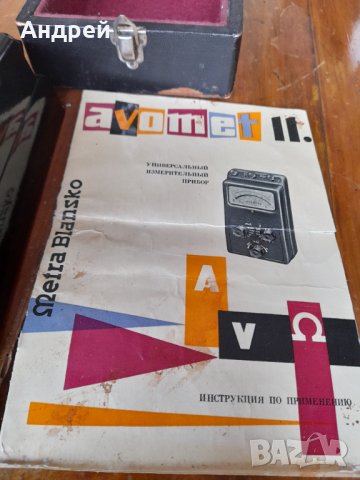 Андрей
avomet II.
УНИВЕРСАЛЬНЫЙ
ИЗМЕРИТЕЛЬНЫЙ
ПРИБОР
Metra Blansko
A
V
Ω
ИНСТРУКЦИЯ ПО ПРИМЕНЕНИЮ
BAZAR